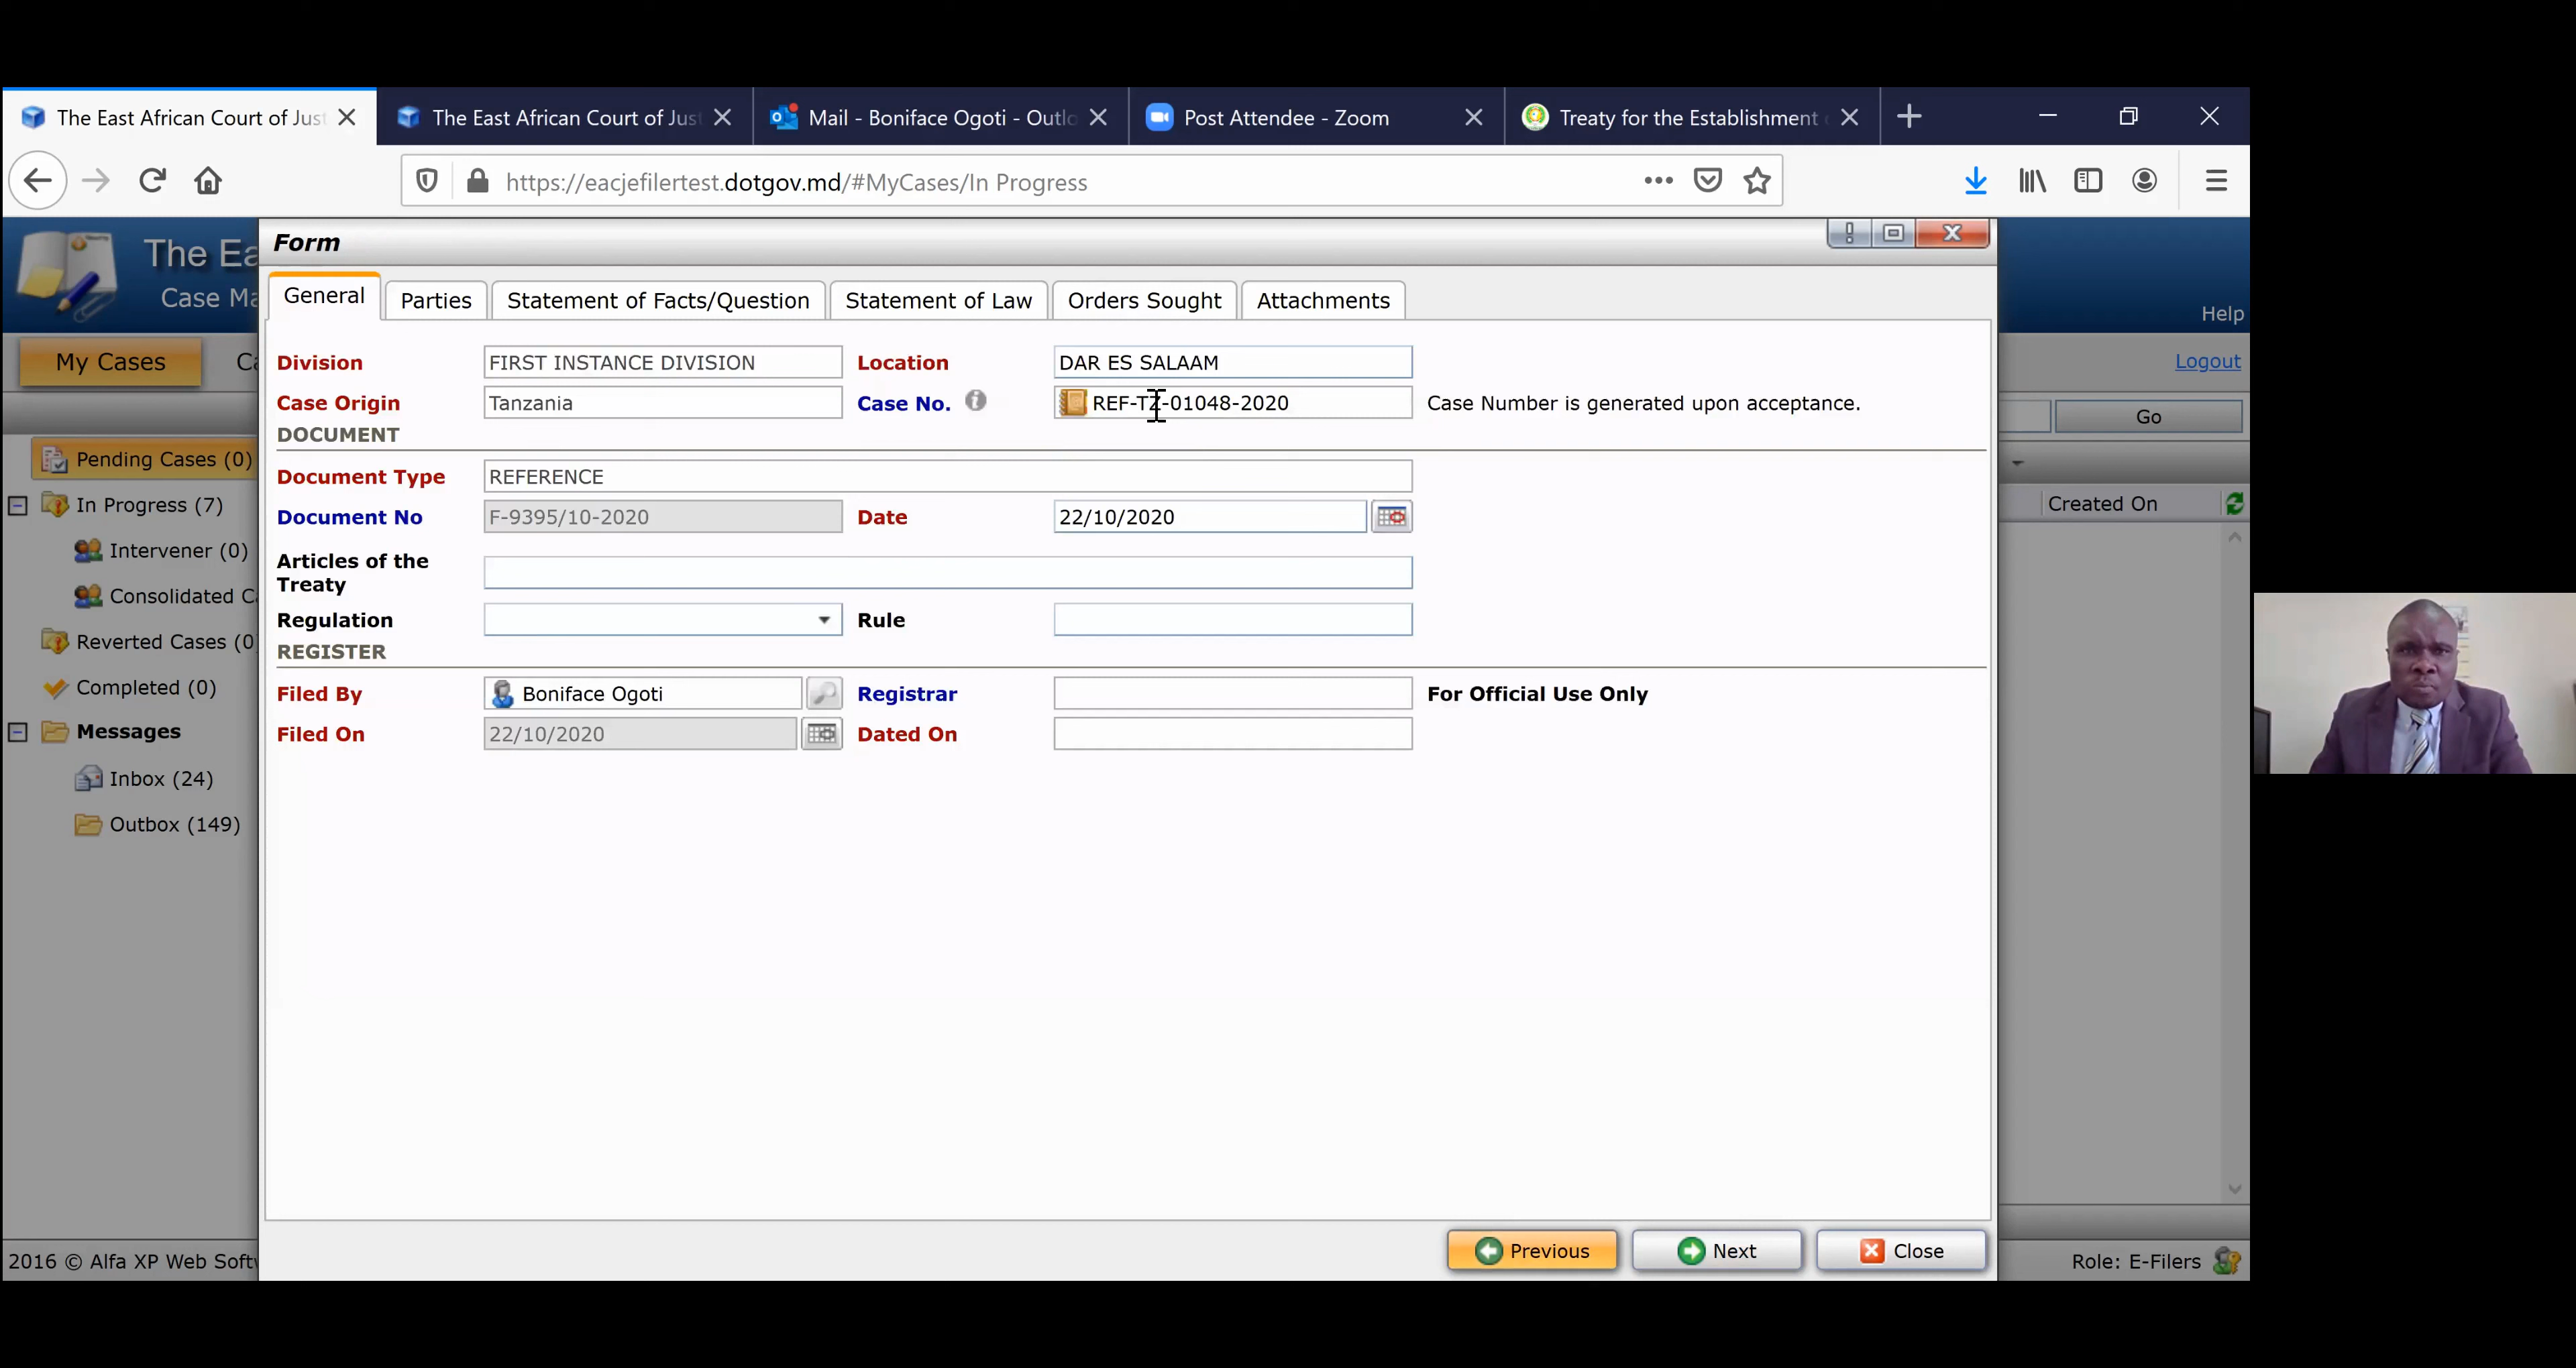 The East African Court of Just
The East African Court of Just
Mail - Boniface Ogoti - Outlo
Post Attendee - Zoom
Treaty for the Establishment
https://eacjefilertest.dotgov.md/#MyCases/In Progress
The Ea
Case Ma
Help
Form
General
Parties
Statement of Facts/Question
Statement of Law
Orders Sought
Attachments
My Cases
Ca
Logout
Division FIRST INSTANCE DIVISION Location DAR ES SALAAM
Case Origin Tanzania Case No. REF-TZ-01048-2020 Case Number is generated upon acceptance.
Go
DOCUMENT
Pending Cases (0)
Document Type REFERENCE
In Progress (7)
Created On
Document No F-9395/10-2020 Date 22/10/2020
Intervener (0)
Articles of the
Treaty
Consolidated C
Regulation Rule
Reverted Cases (0)
REGISTER
Completed (0)
Filed By Boniface Ogoti Registrar For Official Use Only
Messages
Filed On 22/10/2020 Dated On
Inbox (24)
Outbox (149)
Previous
Next
Close
2016 © Alfa XP Web Softw
Role: E-Filers